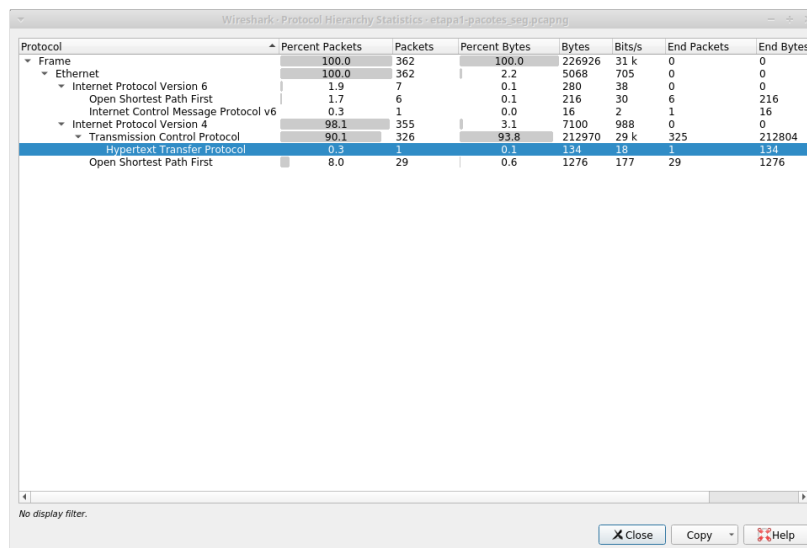 Wireshark · Protocol Hierarchy Statistics · etapa1-pacotes_seg.pcapng
Protocol Percent Packets Packets Percent Bytes Bytes Bits/s End Packets End Bytes
Frame 100.0 362 100.0 226926 31 k 0 0
Ethernet 100.0 362 2.2 5068 705 0 0
Internet Protocol Version 6 1.9 7 0.1 280 38 0 0
Open Shortest Path First 1.7 6 0.1 216 30 6 216
Internet Control Message Protocol v6 0.3 1 0.0 16 2 1 16
Internet Protocol Version 4 98.1 355 3.1 7100 988 0 0
Transmission Control Protocol 90.1 326 93.8 212970 29 k 325 212804
Hypertext Transfer Protocol 0.3 1 0.1 134 18 1 134
Open Shortest Path First 8.0 29 0.6 1276 177 29 1276
No display filter.
Close Copy Help